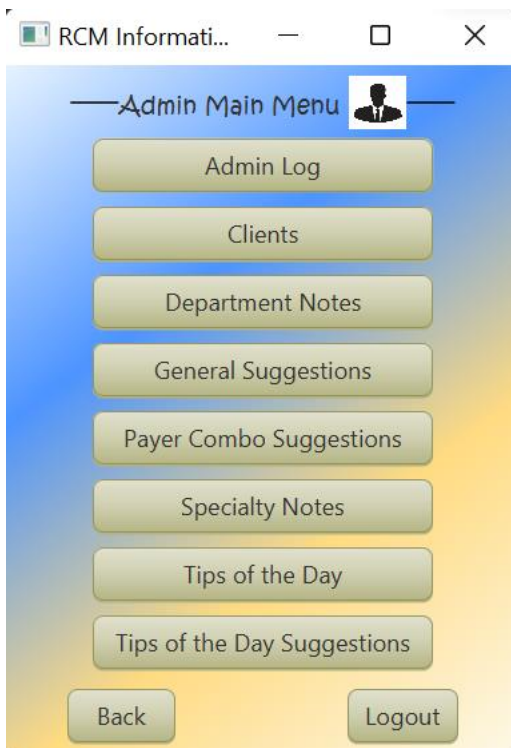 RCM Informati...
Admin Main Menu
Admin Log
Clients
Department Notes
General Suggestions
Payer Combo Suggestions
Specialty Notes
Tips of the Day
Tips of the Day Suggestions
Back Logout